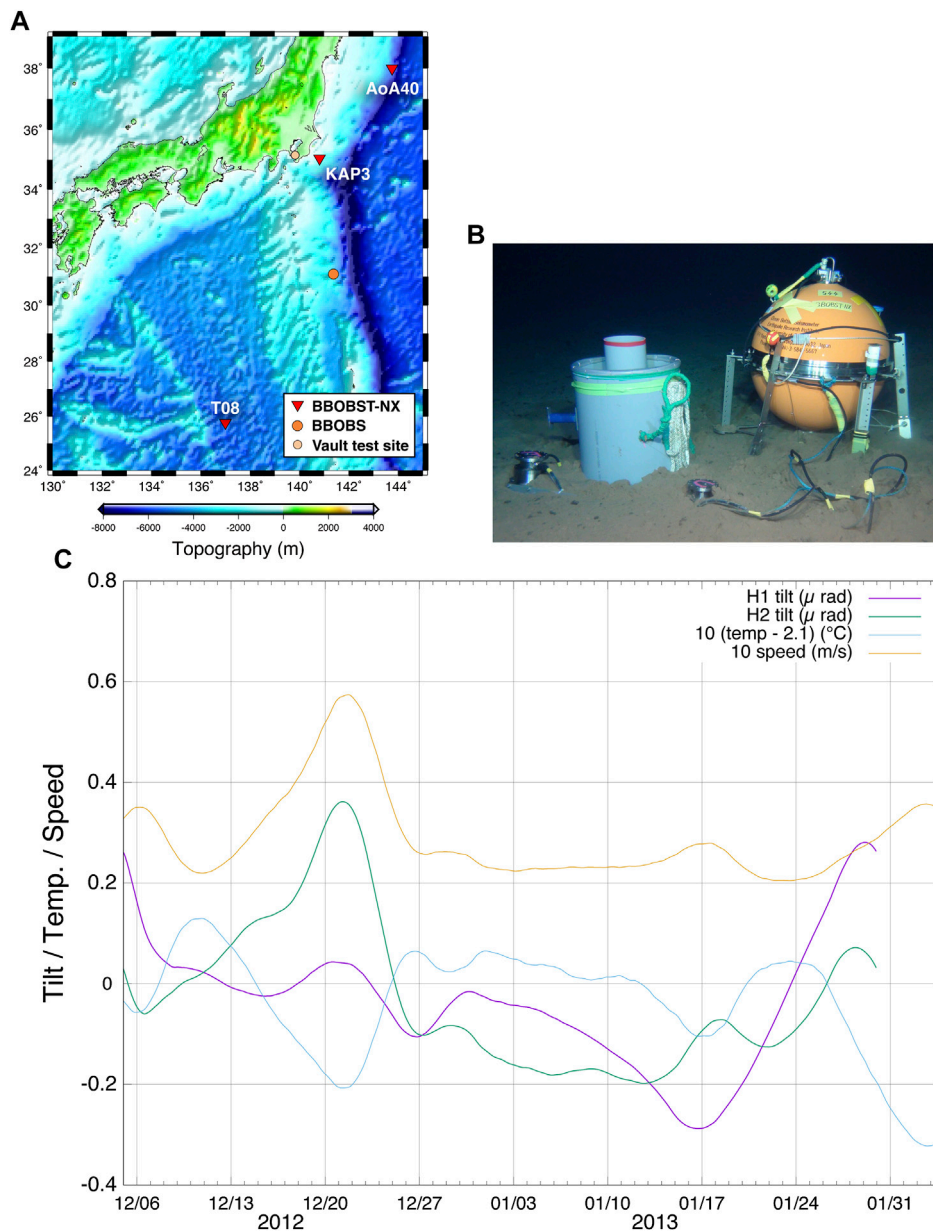 A
38°
36°
34°
32°
30°
28°
26°
24°
130° 132° 134° 136° 138° 140° 142° 144°
AoA40
KAP3
T08
BBOBST-NX
BBOBS
Vault test site
-8000 -6000 -4000 -2000 0 2000 4000
Topography (m)
B
C
Tilt / Temp. / Speed
0.8
0.6
0.4
0.2
0
-0.2
-0.4
H1 tilt (μ rad)
H2 tilt (μ rad)
10 (temp - 2.1) (°C)
10 speed (m/s)
12/06 12/13 12/20 12/27 01/03 01/10 01/17 01/24 01/31
2012 2013